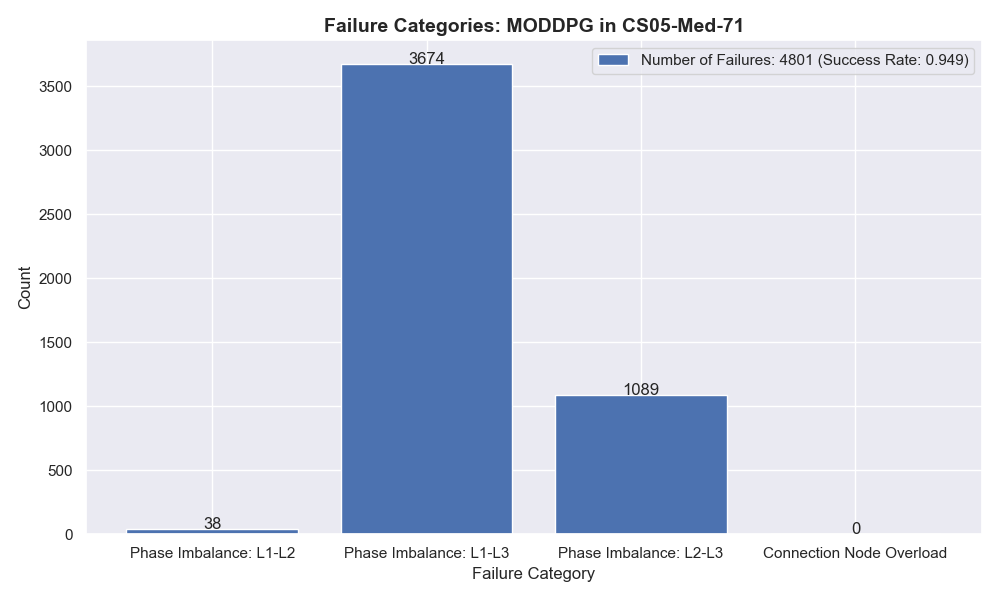 Failure Categories: MODDPG in CS05-Med-71
Number of Failures: 4801 (Success Rate: 0.949)
Count
3500
3000
2500
2000
1500
1000
500
0
38
3674
1089
0
Phase Imbalance: L1-L2
Phase Imbalance: L1-L3
Phase Imbalance: L2-L3
Connection Node Overload
Failure Category